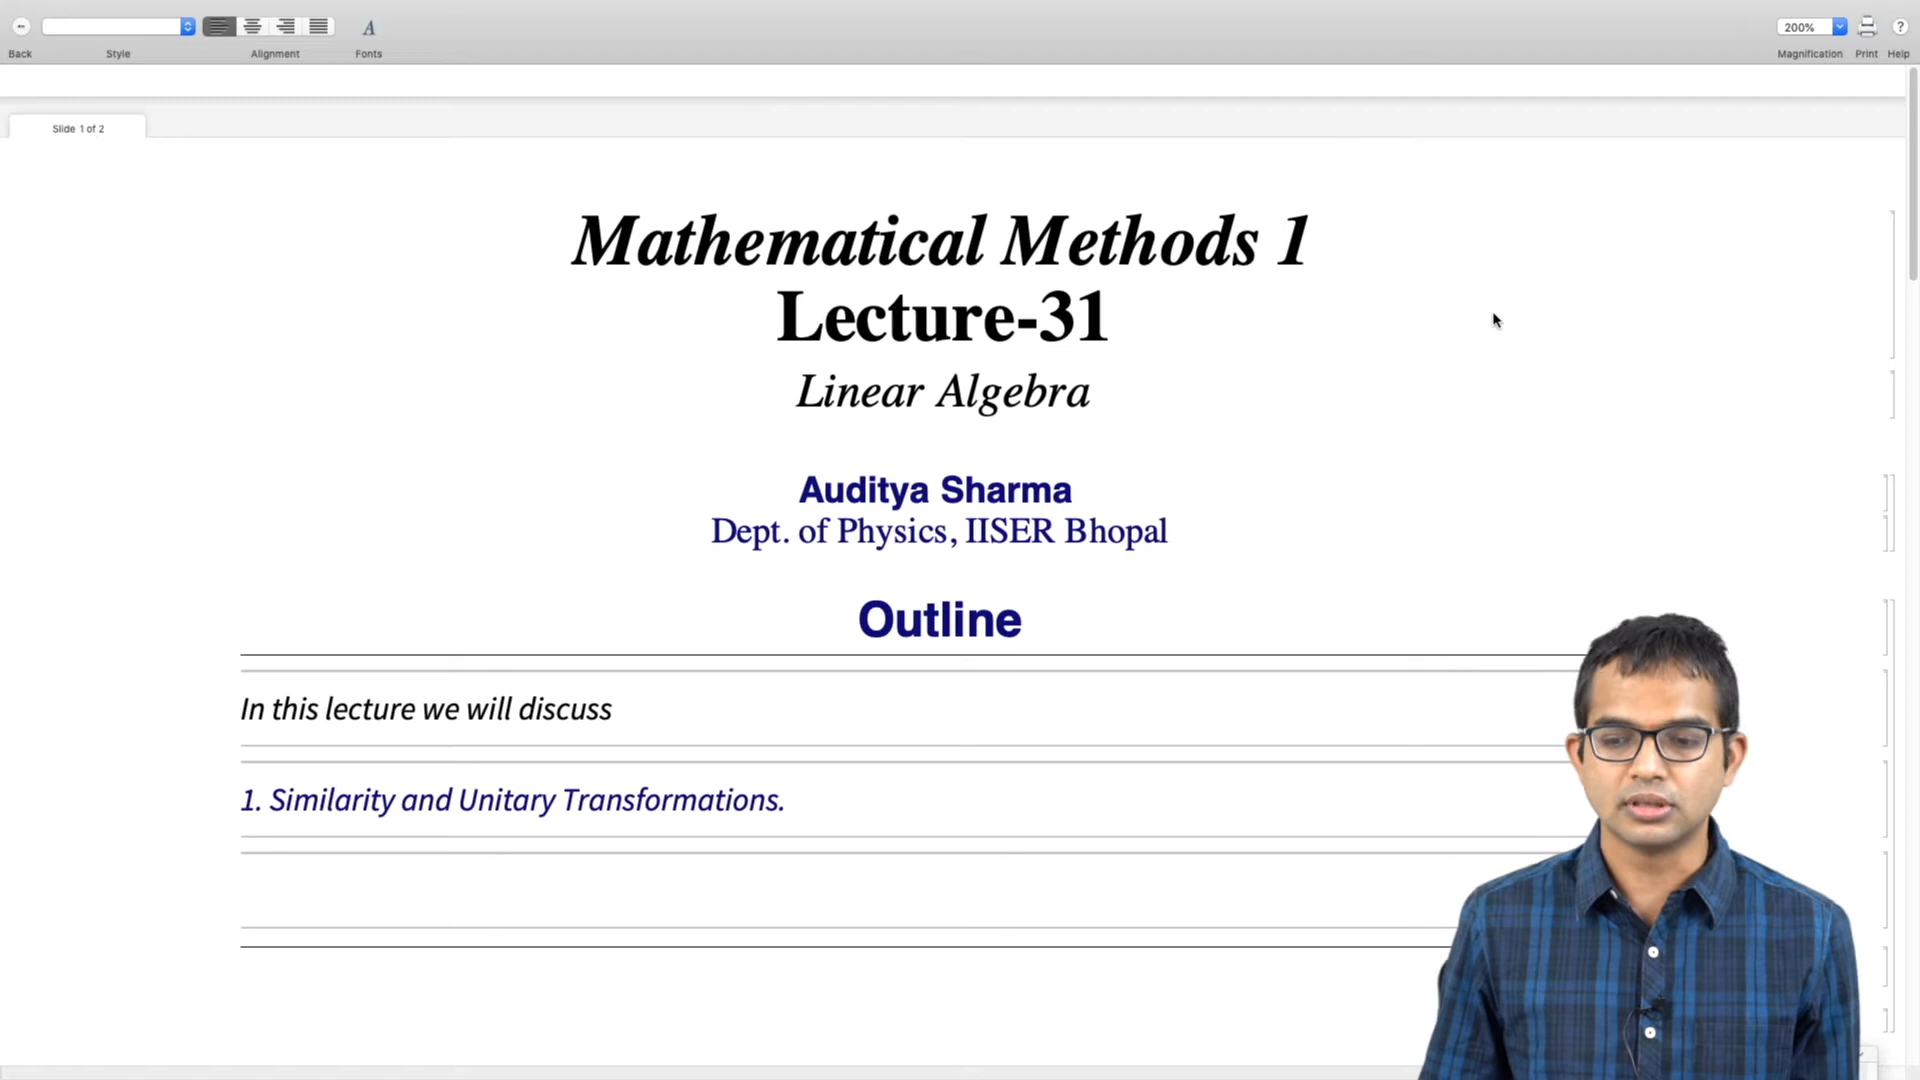 200%
Back Style Alignment Fonts Magnification Print Help
Slide 1 of 2
Mathematical Methods 1
Lecture-31
Linear Algebra
Auditya Sharma
Dept. of Physics, IISER Bhopal
Outline
In this lecture we will discuss
1. Similarity and Unitary Transformations.